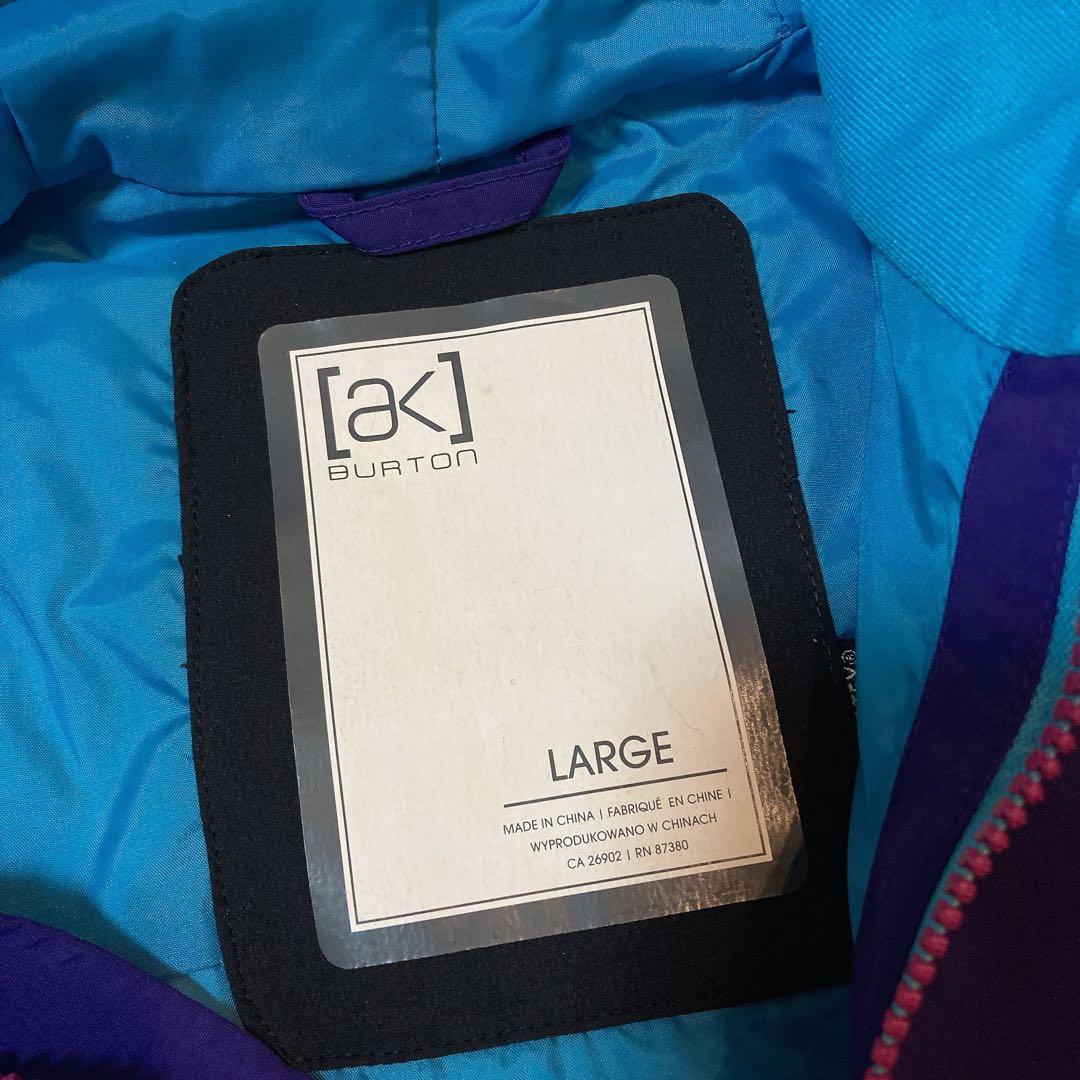 [ak]
BURTON
LARGE
MADE IN CHINA | FABRIQUÉ EN CHINE |
WYPRODUKOWANO W CHINACH
CA 26902 | RN 87380